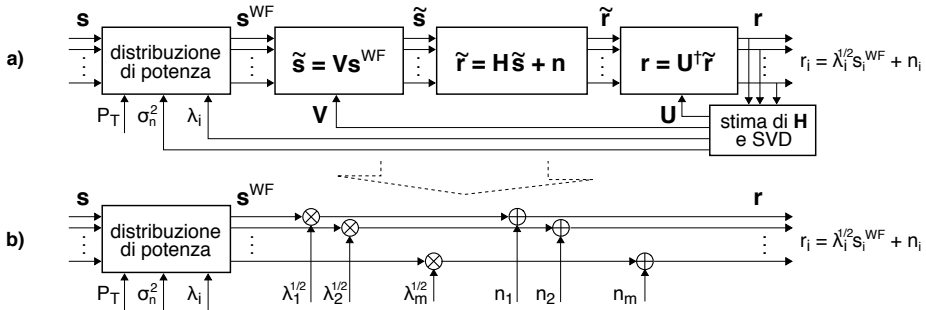 s s^WF s̃ r̃ r
a) distribuzione di potenza s̃ = Vs^WF r̃ = Hs̃ + n r = U†r̃ r_i = λ_i^1/2 s_i^WF + n_i
P_T σ_n^2 λ_i V U stima di H e SVD
s s^WF r
b) distribuzione di potenza r_i = λ_i^1/2 s_i^WF + n_i
P_T σ_n^2 λ_i λ_1^1/2 λ_2^1/2 λ_m^1/2 n_1 n_2 n_m